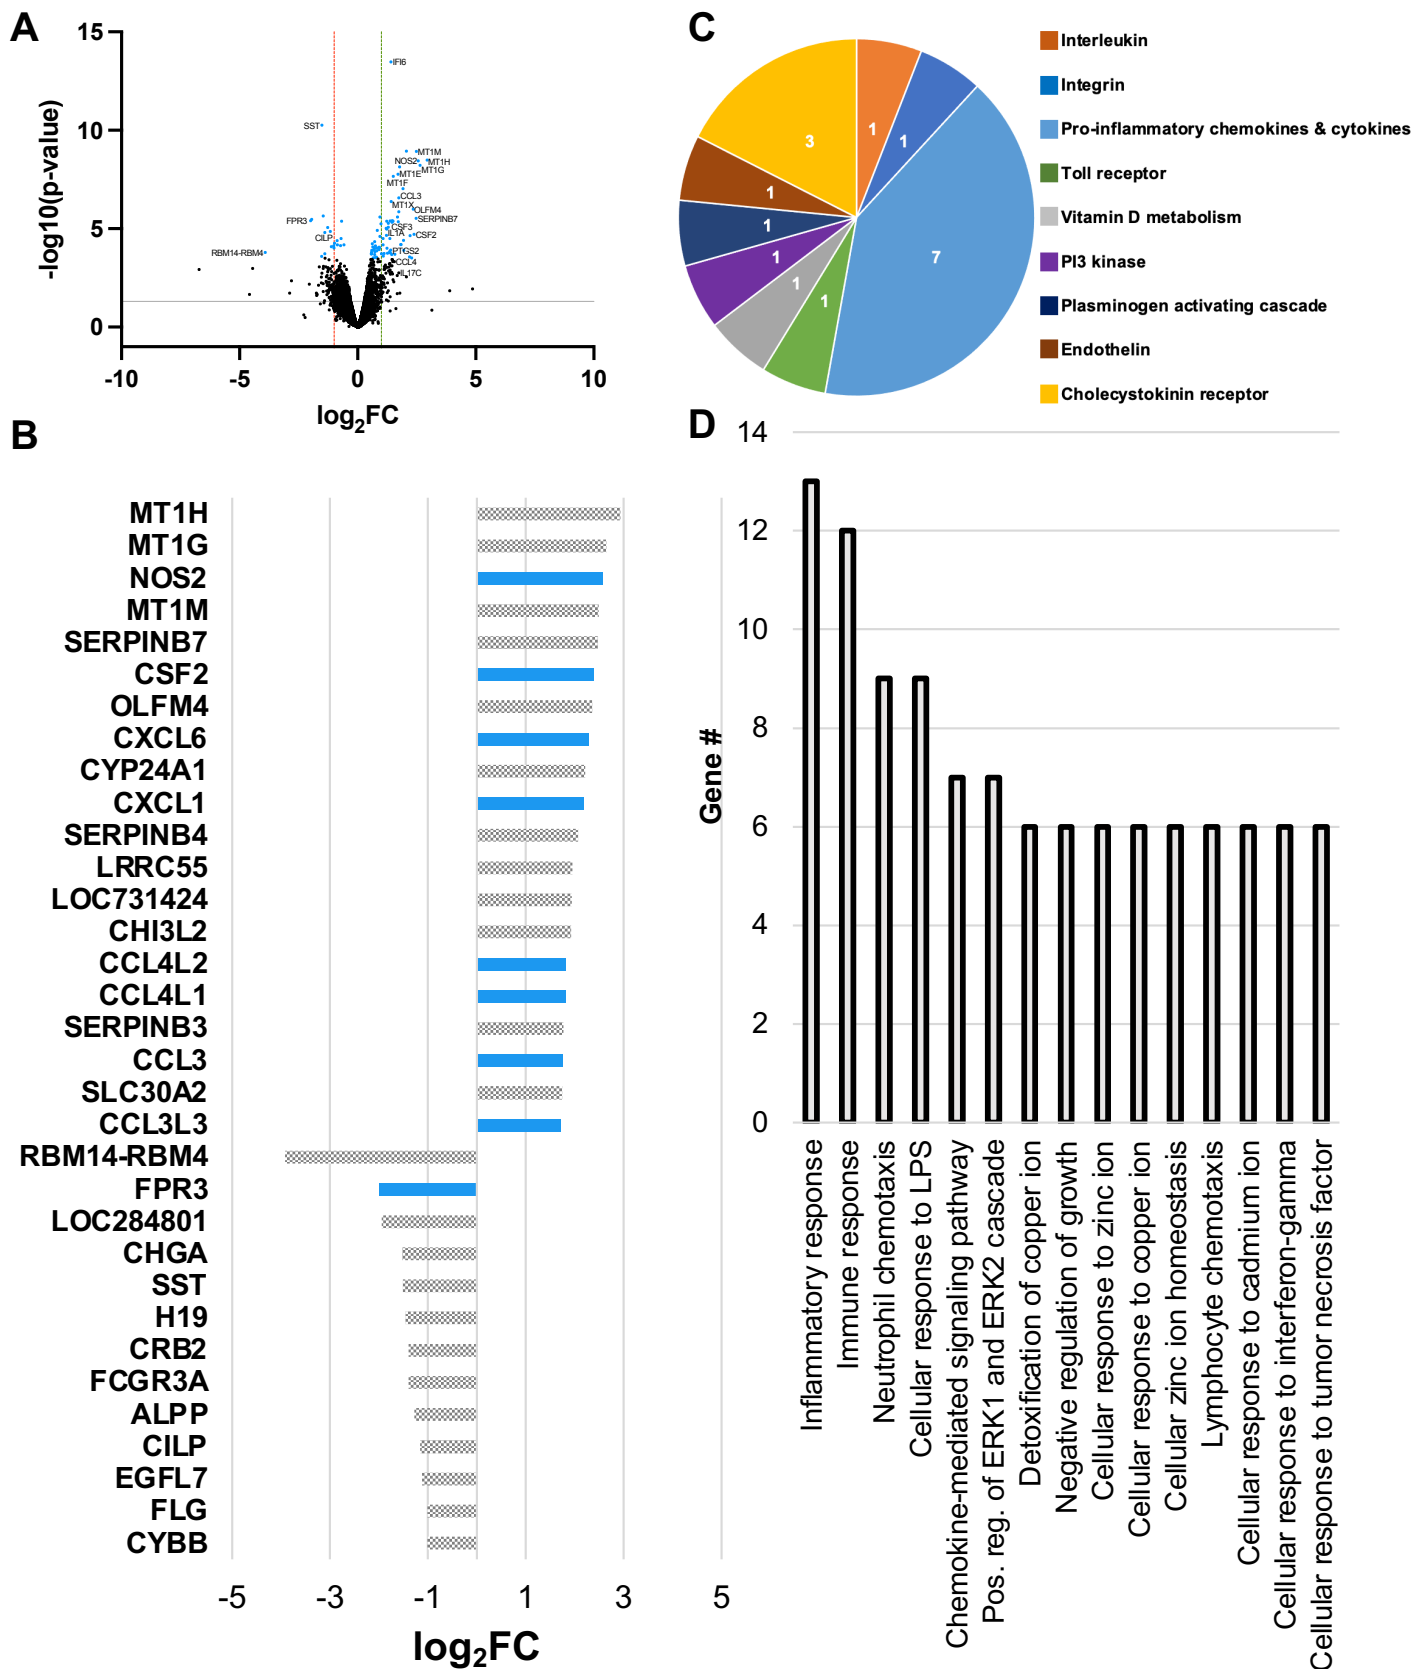 A
15
10
5
0
-10
-5
0
5
10
-log10(p-value)
log2FC
IFI6
SST
MT1M
NOS2
MT1H
MT1G
MT1E
MT1F
CCL3
MT1X
OLFM4
SERPINB7
FPR3
CSF3
IL1A
CSF2
CILP
PTGS2
RBM14-RBM4
CCL4
IL17C
C
1
1
7
1
1
1
1
1
3
Interleukin
Integrin
Pro-inflammatory chemokines & cytokines
Toll receptor
Vitamin D metabolism
PI3 kinase
Plasminogen activating cascade
Endothelin
Cholecystokinin receptor
B
MT1H
MT1G
NOS2
MT1M
SERPINB7
CSF2
OLFM4
CXCL6
CYP24A1
CXCL1
SERPINB4
LRRC55
LOC731424
CHI3L2
CCL4L2
CCL4L1
SERPINB3
CCL3
SLC30A2
CCL3L3
RBM14-RBM4
FPR3
LOC284801
CHGA
SST
H19
CRB2
FCGR3A
ALPP
CILP
EGFL7
FLG
CYBB
-5
-3
-1
1
3
5
log2FC
D
14
12
10
8
6
4
2
0
Gene #
Inflammatory response
Immune response
Neutrophil chemotaxis
Cellular response to LPS
Chemokine-mediated signaling pathway
Pos. reg. of ERK1 and ERK2 cascade
Detoxification of copper ion
Negative regulation of growth
Cellular response to zinc ion
Cellular response to copper ion
Cellular zinc ion homeostasis
Lymphocyte chemotaxis
Cellular response to cadmium ion
Cellular response to interferon-gamma
Cellular response to tumor necrosis factor